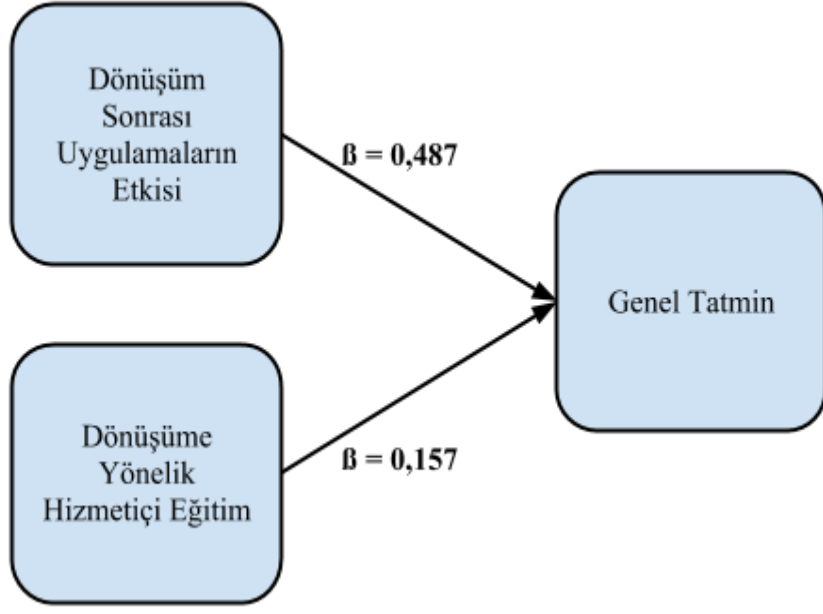 Dönüşüm
Sonrası
Uygulamaların
Etkisi
ß = 0,487
Genel Tatmin
Dönüşüme
Yönelik
Hizmetiçi Eğitim
ß = 0,157